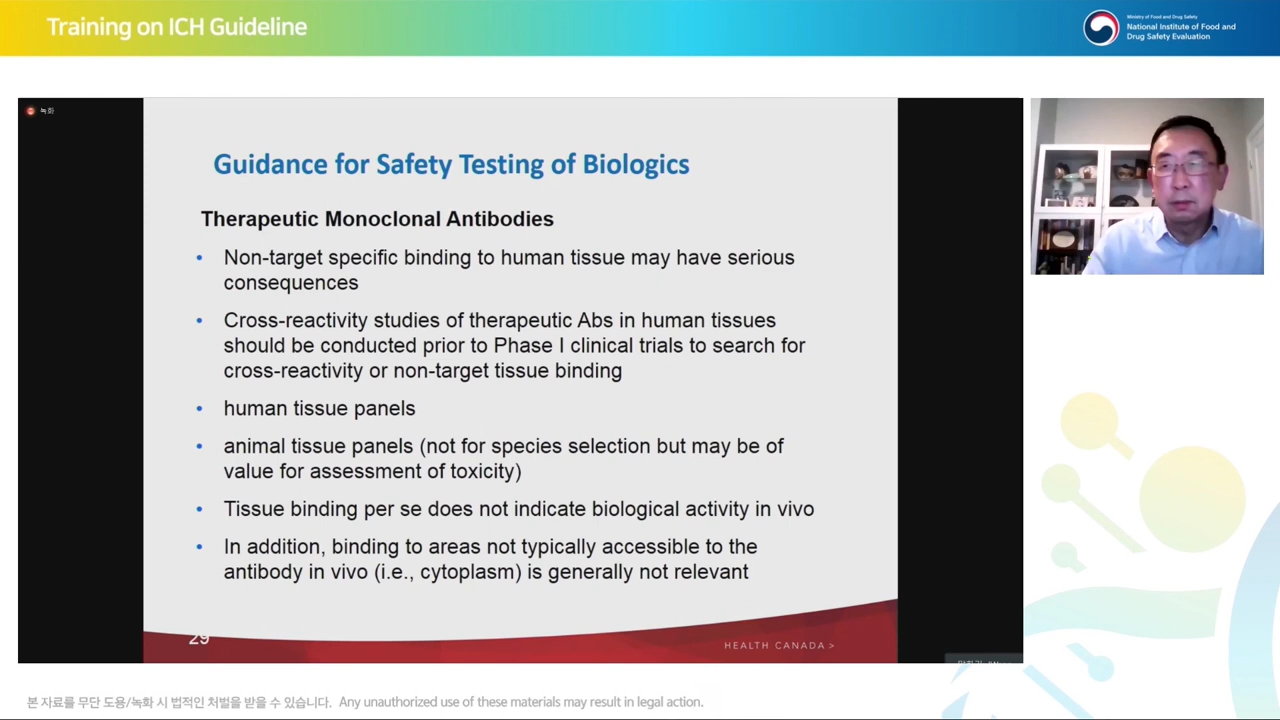 Training on ICH Guideline
Ministry of Food and Drug Safety
National Institute of Food and
Drug Safety Evaluation
녹화
Guidance for Safety Testing of Biologics
Therapeutic Monoclonal Antibodies
• Non-target specific binding to human tissue may have serious
consequences
• Cross-reactivity studies of therapeutic Abs in human tissues
should be conducted prior to Phase I clinical trials to search for
cross-reactivity or non-target tissue binding
• human tissue panels
• animal tissue panels (not for species selection but may be of
value for assessment of toxicity)
• Tissue binding per se does not indicate biological activity in vivo
• In addition, binding to areas not typically accessible to the
antibody in vivo (i.e., cytoplasm) is generally not relevant
29
HEALTH CANADA >
본 자료를 무단 도용/녹화 시 법적인 처벌을 받을 수 있습니다. Any unauthorized use of these materials may result in legal action.